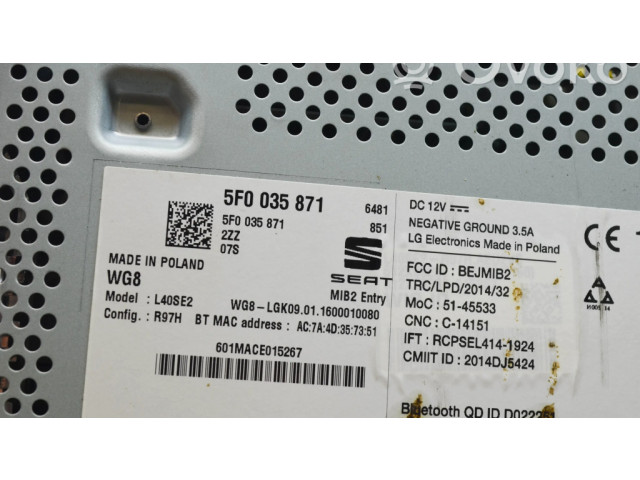 OVOKO
5F0 035 871
6481
5F0 035 871
851
2ZZ
07S
SEAT
MADE IN POLAND
WG8
MIB2 Entry
Model : L40SE2
WG8-LGK09.01.1600010080
Config. : R97H BT MAC address : AC:7A:4D:35:73:51
601MACE015267
DC 12V
NEGATIVE GROUND 3.5A
LG Electronics Made in Poland
FCC ID : BEJMIB2
TRC/LPD/2014/32
MoC : 51-45533
CNC : C-14151
IFT : RCPSEL414-1924
CMIIT ID : 2014DJ5424
Bluetooth QD ID
CE